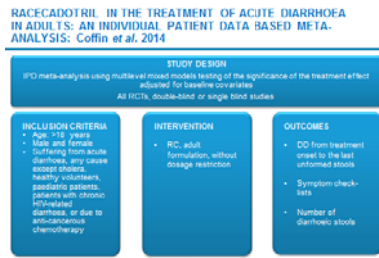 RACECADOTRIL IN THE TREATMENT OF ACUTE DIARRHOEA
IN ADULTS: AN INDIVIDUAL PATIENT DATA BASED META-
ANALYSIS: Coffin et al. 2014
STUDY DESIGN
IPD meta-analysis using multilevel mixed models testing of the significance of the treatment effect
adjusted for baseline covariates
All RCTs, double-blind or single blind studies
INCLUSION CRITERIA
• Age, >18 years
• Male and female
• Suffering from acute
diarrhoea, any cause
except cholera,
healthy volunteers,
paediatric patients,
patients with chronic
HIV-related
diarrhoea, or due to
anti-cancerous
chemotherapy
INTERVENTION
• RC, adult
formulation, without
dosage restriction
OUTCOMES
• DD from treatment
onset to the last
unformed stools
• Symptom check-
lists
• Number of
diarrhoeic stools